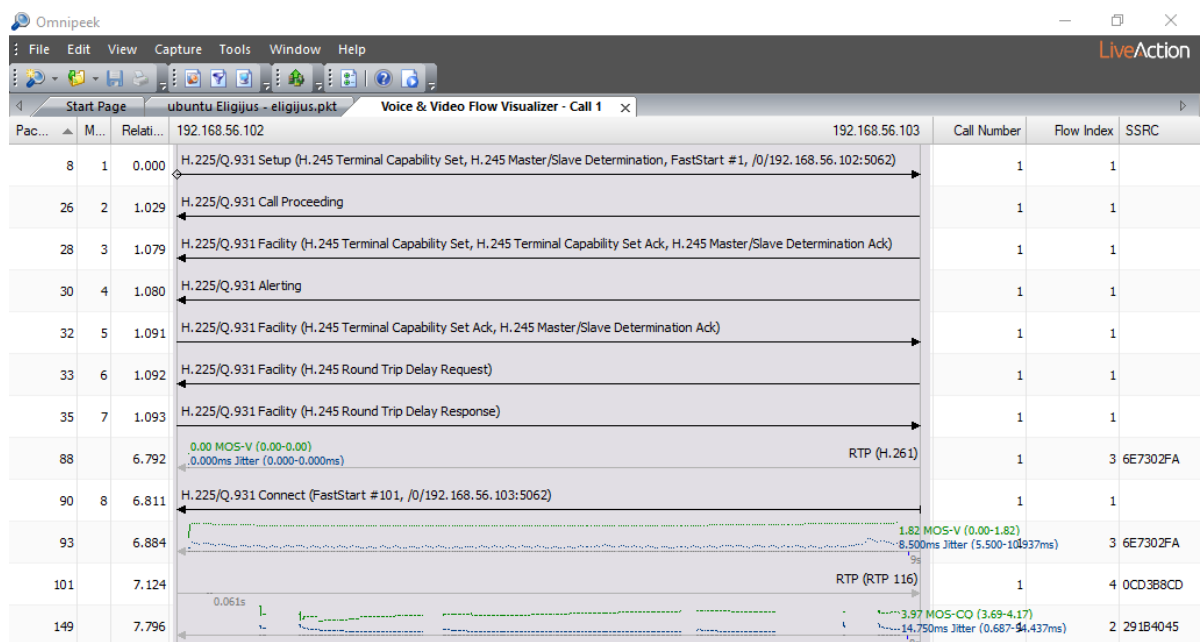 Omnipeek
File Edit View Capture Tools Window Help
LiveAction
Start Page ubuntu Eligijus - eligijus.pkt Voice & Video Flow Visualizer - Call 1
Pac... M... Relati... 192.168.56.102 192.168.56.103 Call Number Flow Index SSRC
8 1 0.000 H.225/Q.931 Setup (H.245 Terminal Capability Set, H.245 Master/Slave Determination, FastStart #1, /0/192.168.56.102:5062) 1 1
26 2 1.029 H.225/Q.931 Call Proceeding 1 1
28 3 1.079 H.225/Q.931 Facility (H.245 Terminal Capability Set, H.245 Terminal Capability Set Ack, H.245 Master/Slave Determination Ack) 1 1
30 4 1.080 H.225/Q.931 Alerting 1 1
32 5 1.091 H.225/Q.931 Facility (H.245 Terminal Capability Set Ack, H.245 Master/Slave Determination Ack) 1 1
33 6 1.092 H.225/Q.931 Facility (H.245 Round Trip Delay Request) 1 1
35 7 1.093 H.225/Q.931 Facility (H.245 Round Trip Delay Response) 1 1
0.00 MOS-V (0.00-0.00)
88 6.792 0.000ms Jitter (0.000-0.000ms) RTP (H.261) 1 3 6E7302FA
90 8 6.811 H.225/Q.931 Connect (FastStart #101, /0/192.168.56.103:5062) 1 1
1.82 MOS-V (0.00-1.82)
93 6.884 8.500ms Jitter 3 6E7302FA
9s
101 7.124 RTP (RTP 116) 1 4 0CD3B8CD
0.061s
3.97 MOS-CQ (3.69-4.17)
149 7.796 14.750ms Jitter 2 291B4045